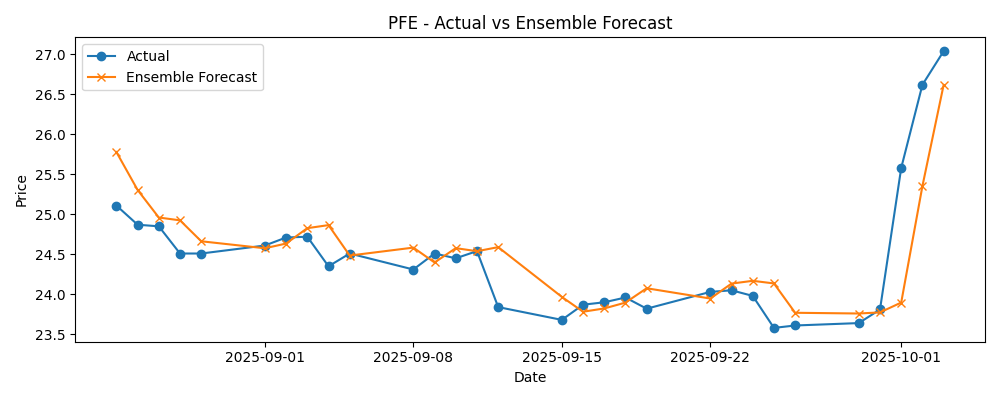 PFE - Actual vs Ensemble Forecast
Actual
Ensemble Forecast
27.0
26.5
26.0
25.5
25.0
24.5
24.0
23.5
Price
2025-09-01
2025-09-08
2025-09-15
2025-09-22
2025-10-01
Date